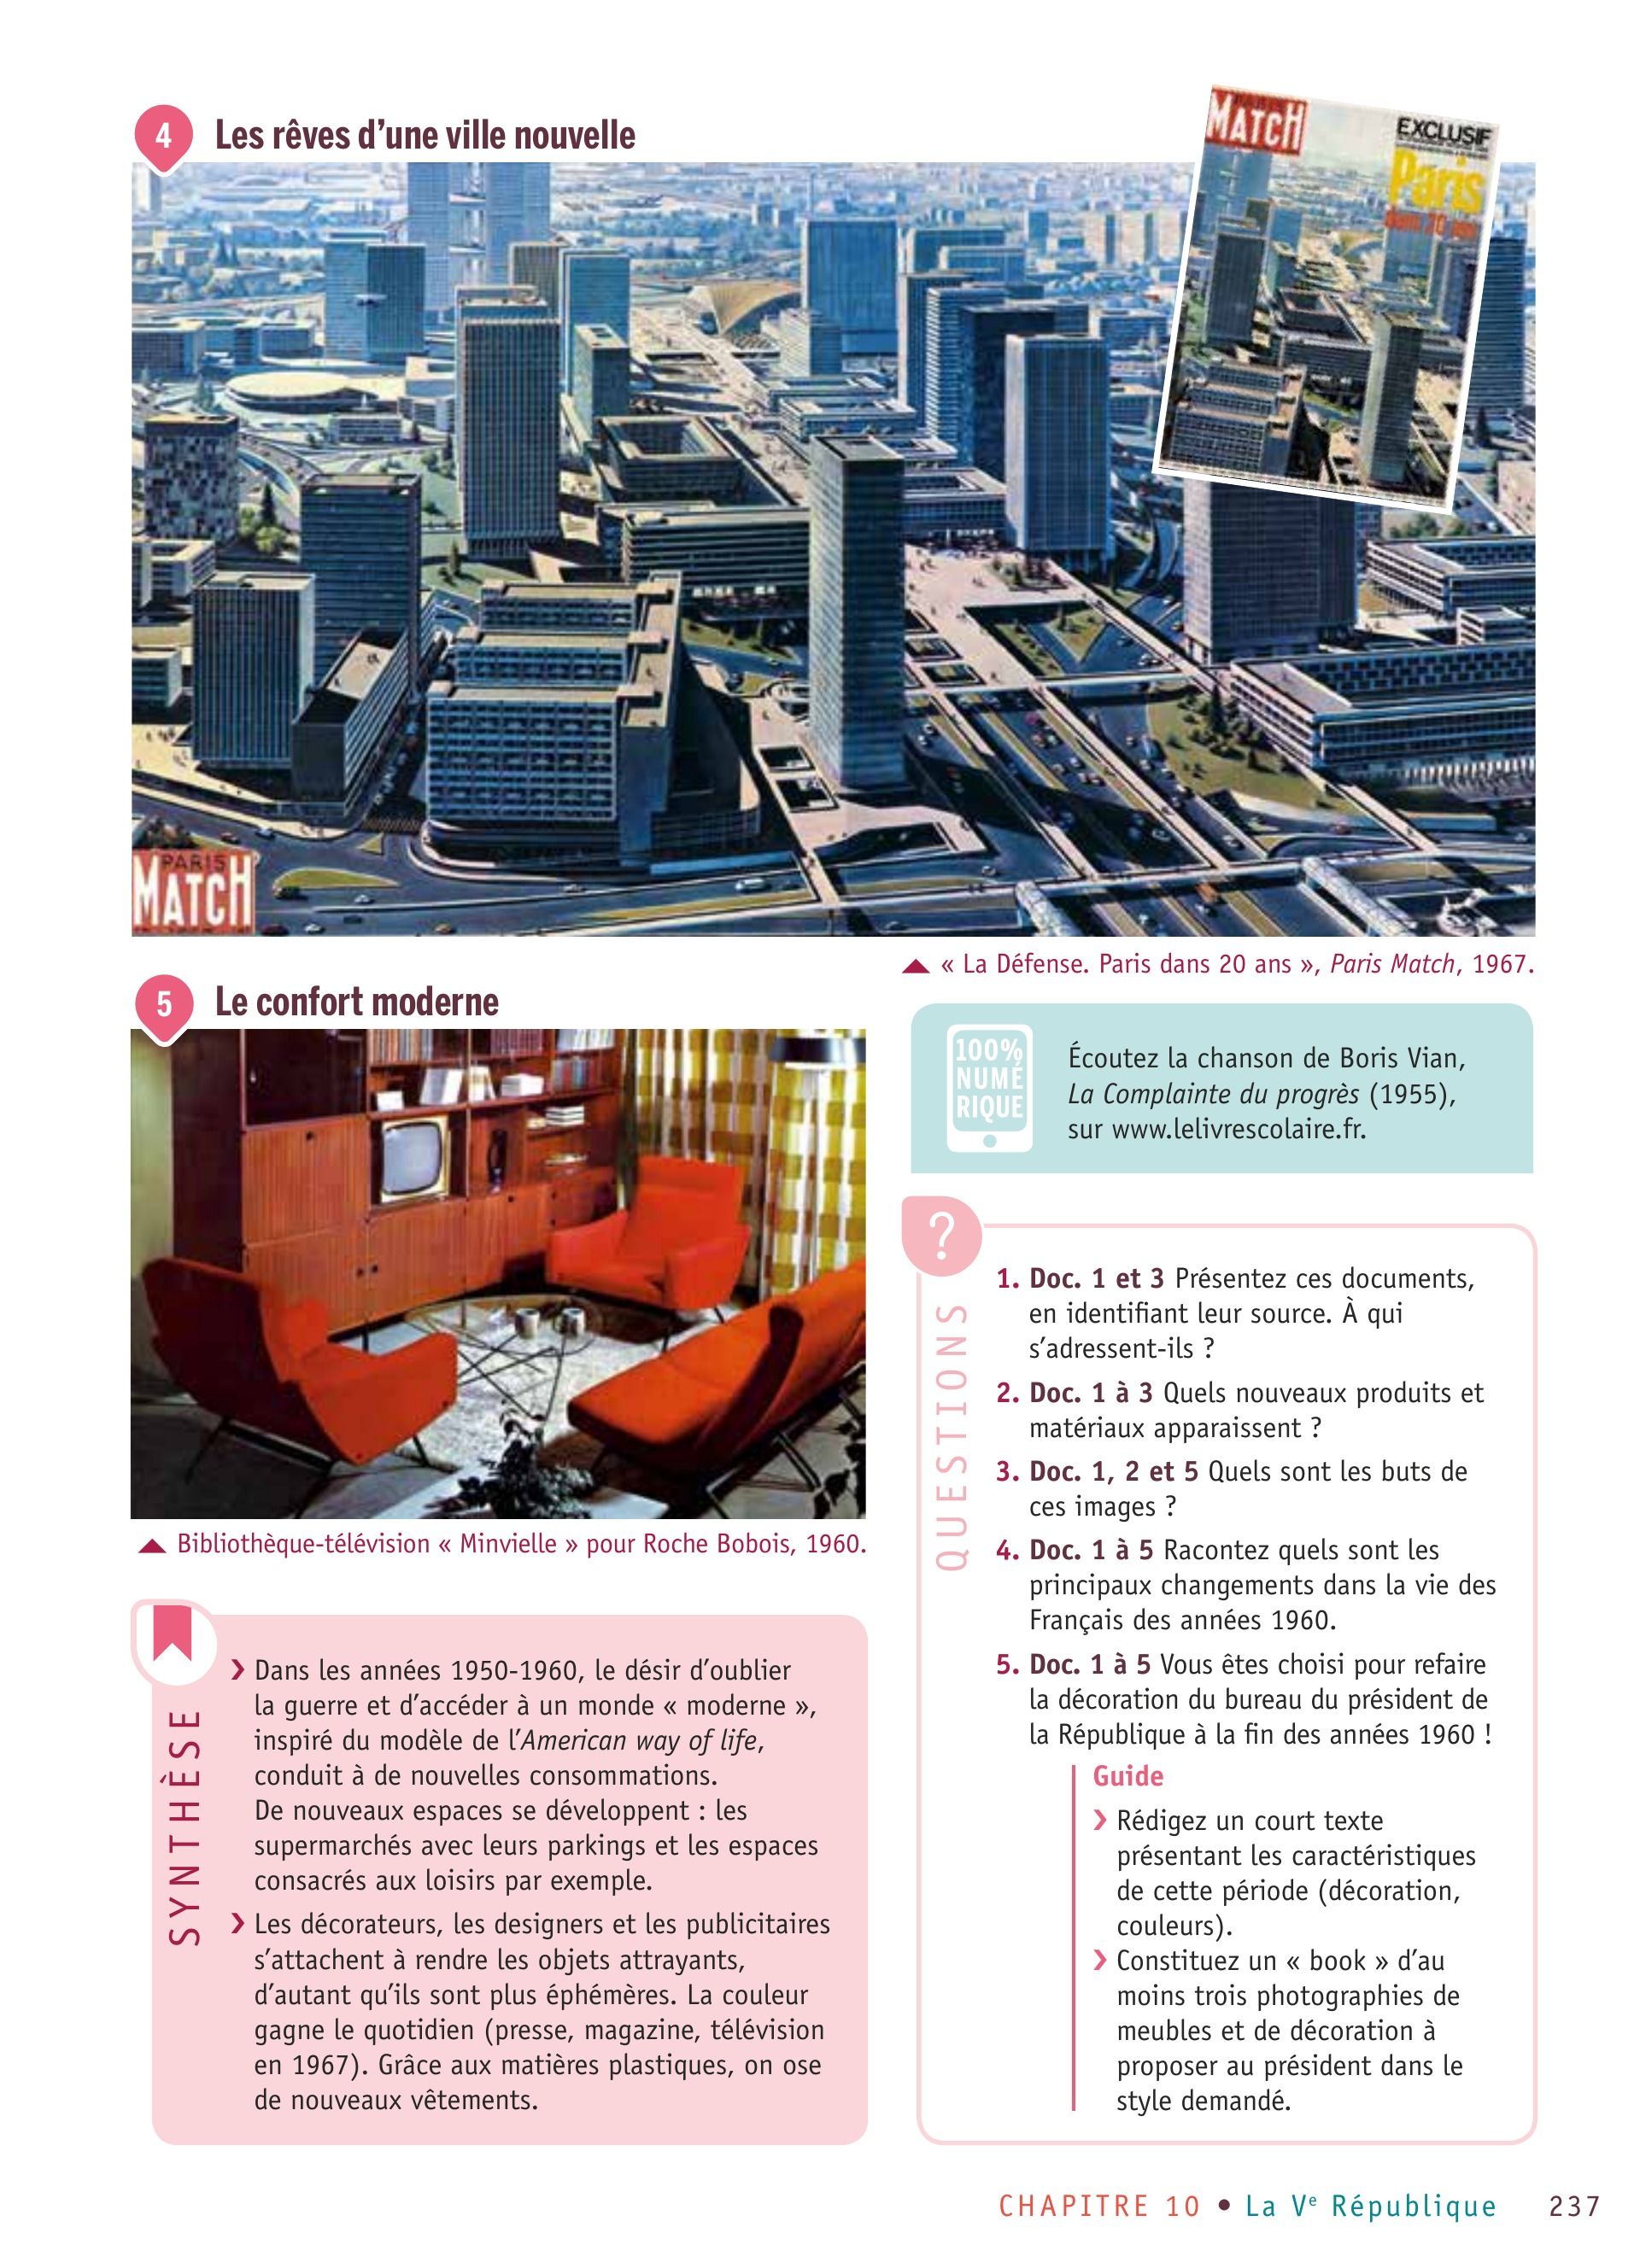 4
Les rêves d'une ville nouvelle
MATCH
EXCLUSIF
Paris
dans 20 ans
PARIS
MATCH
« La Défense. Paris dans 20 ans », Paris Match, 1967.
5
Le confort moderne
Bibliothèque-télévision « Minvielle » pour Roche Bobois, 1960.
SYNTHÈSE
Dans les années 1950-1960, le désir d'oublier
la guerre et d'accéder à un monde « moderne »,
inspiré du modèle de l'American way of life,
conduit à de nouvelles consommations.
De nouveaux espaces se développent : les
supermarchés avec leurs parkings et les espaces
consacrés aux loisirs par exemple.
Les décorateurs, les designers et les publicitaires
s'attachent à rendre les objets attrayants,
d'autant qu'ils sont plus éphémères. La couleur
gagne le quotidien (presse, magazine, télévision
en 1967). Grâce aux matières plastiques, on ose
de nouveaux vêtements.
100%
NUMÉ
RIQUE
Écoutez la chanson de Boris Vian,
La Complainte du progrès (1955),
sur www.lelivrescolaire.fr.
?
QUESTIONS
1. Doc. 1 et 3 Présentez ces documents,
en identifiant leur source. À qui
s'adressent-ils ?
2. Doc. 1 à 3 Quels nouveaux produits et
matériaux apparaissent ?
3. Doc. 1, 2 et 5 Quels sont les buts de
ces images ?
4. Doc. 1 à 5 Racontez quels sont les
principaux changements dans la vie des
Français des années 1960.
5. Doc. 1 à 5 Vous êtes choisi pour refaire
la décoration du bureau du président de
la République à la fin des années 1960 !
Guide
Rédigez un court texte
présentant les caractéristiques
de cette période (décoration,
couleurs).
Constituez un « book » d'au
moins trois photographies de
meubles et de décoration à
proposer au président dans le
style demandé.
CHAPITRE 10 • La Ve République 237